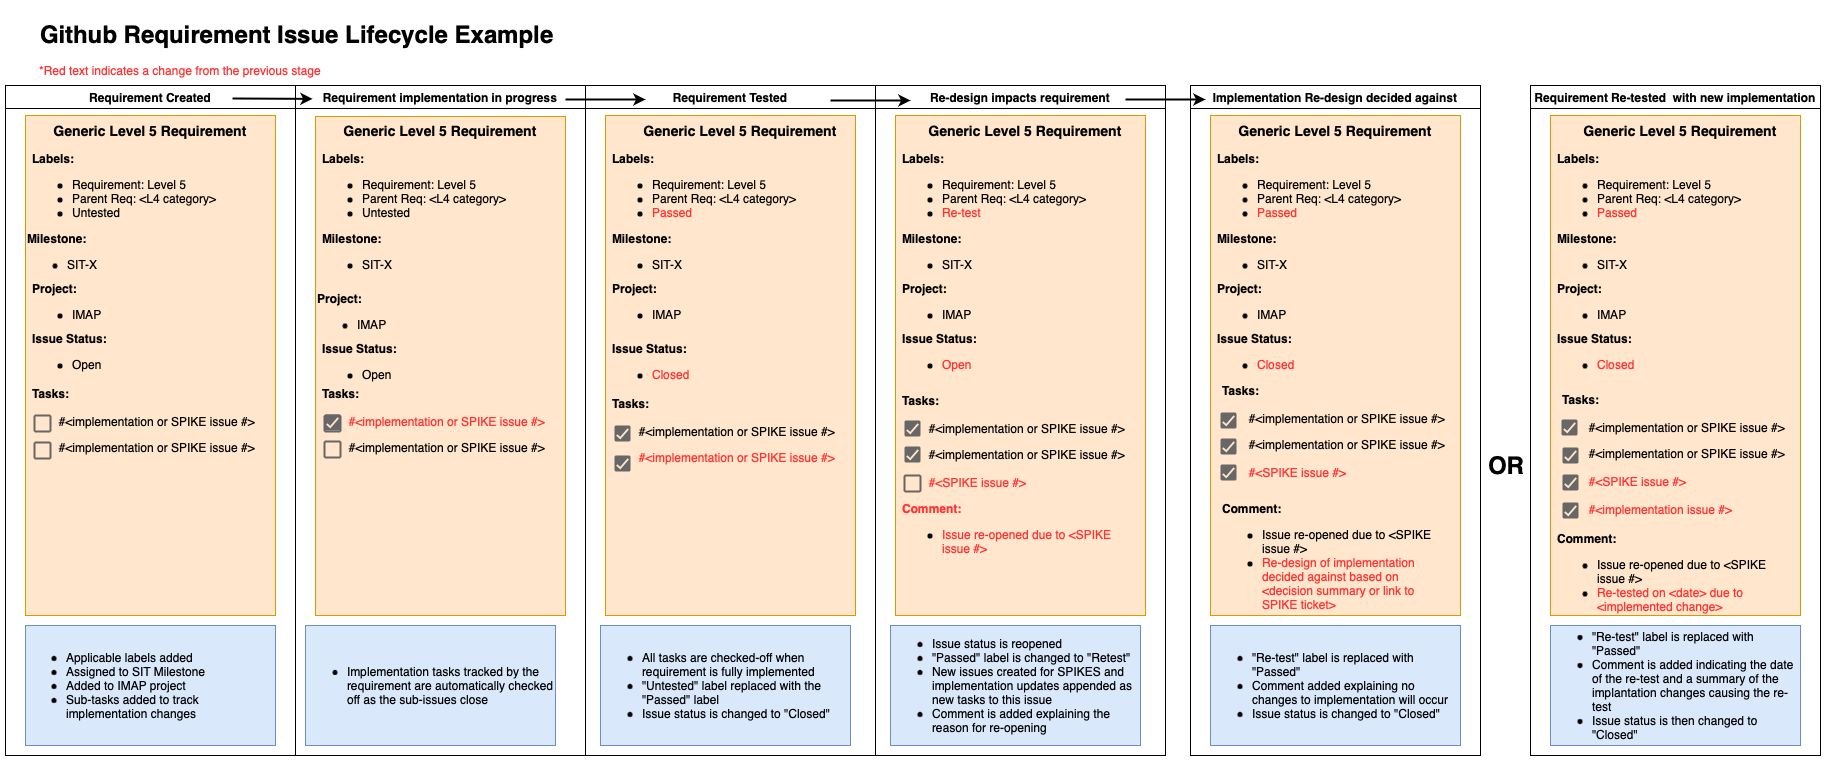 Github Requirement Issue Lifecycle Example
*Red text indicates a change from the previous stage
Requirement Created
Generic Level 5 Requirement
Labels:
Requirement: Level 5
Parent Req: <L4 category>
Untested
Milestone:
SIT-X
Project:
IMAP
Issue Status:
Open
Tasks:
#<implementation or SPIKE issue #>
#<implementation or SPIKE issue #>
Applicable labels added
Assigned to SIT Milestone
Added to IMAP project
Sub-tasks added to track
implementation changes
Requirement implementation in progress
Generic Level 5 Requirement
Labels:
Requirement: Level 5
Parent Req: <L4 category>
Untested
Milestone:
SIT-X
Project:
IMAP
Issue Status:
Open
Tasks:
#<implementation or SPIKE issue #>
#<implementation or SPIKE issue #>
Implementation tasks tracked by the
requirement are automatically checked
off as the sub-issues close
Requirement Tested
Generic Level 5 Requirement
Labels:
Requirement: Level 5
Parent Req: <L4 category>
Passed
Milestone:
SIT-X
Project:
IMAP
Issue Status:
Closed
Tasks:
#<implementation or SPIKE issue #>
#<implementation or SPIKE issue #>
All tasks are checked-off when
requirement is fully implemented
"Untested" label replaced with the
"Passed" label
Issue status is changed to "Closed"
Re-design impacts requirement
Generic Level 5 Requirement
Labels:
Requirement: Level 5
Parent Req: <L4 category>
Re-test
Milestone:
SIT-X
Project:
IMAP
Issue Status:
Open
Tasks:
#<implementation or SPIKE issue #>
#<implementation or SPIKE issue #>
#<SPIKE issue #>
Comment:
Issue re-opened due to <SPIKE
issue #>
Issue status is reopened
"Passed" label is changed to "Retest"
New issues created for SPIKES and
implementation updates appended as
new tasks to this issue
Comment is added explaining the
reason for re-opening
Implementation Re-design decided against
Generic Level 5 Requirement
Labels:
Requirement: Level 5
Parent Req: <L4 category>
Passed
Milestone:
SIT-X
Project:
IMAP
Issue Status:
Closed
Tasks:
#<implementation or SPIKE issue #>
#<implementation or SPIKE issue #>
#<SPIKE issue #>
Comment:
Issue re-opened due to <SPIKE
issue #>
Re-design of implementation
decided against based on
<decision summary or link to
SPIKE ticket>
"Re-test" label is replaced with
"Passed"
Comment added explaining no
changes to implementation will occur
Issue status is changed to "Closed"
OR
Requirement Re-tested with new implementation
Generic Level 5 Requirement
Labels:
Requirement: Level 5
Parent Req: <L4 category>
Passed
Milestone:
SIT-X
Project:
IMAP
Issue Status:
Closed
Tasks:
#<implementation or SPIKE issue #>
#<implementation or SPIKE issue #>
#<SPIKE issue #>
#<implementation issue #>
Comment:
Issue re-opened due to <SPIKE
issue #>
Re-tested on <date> due to
<implemented change>
"Re-test" label is replaced with
"Passed"
Comment is added indicating the date
of the re-test and a summary of the
implantation changes causing the re-
test
Issue status is then changed to
"Closed"